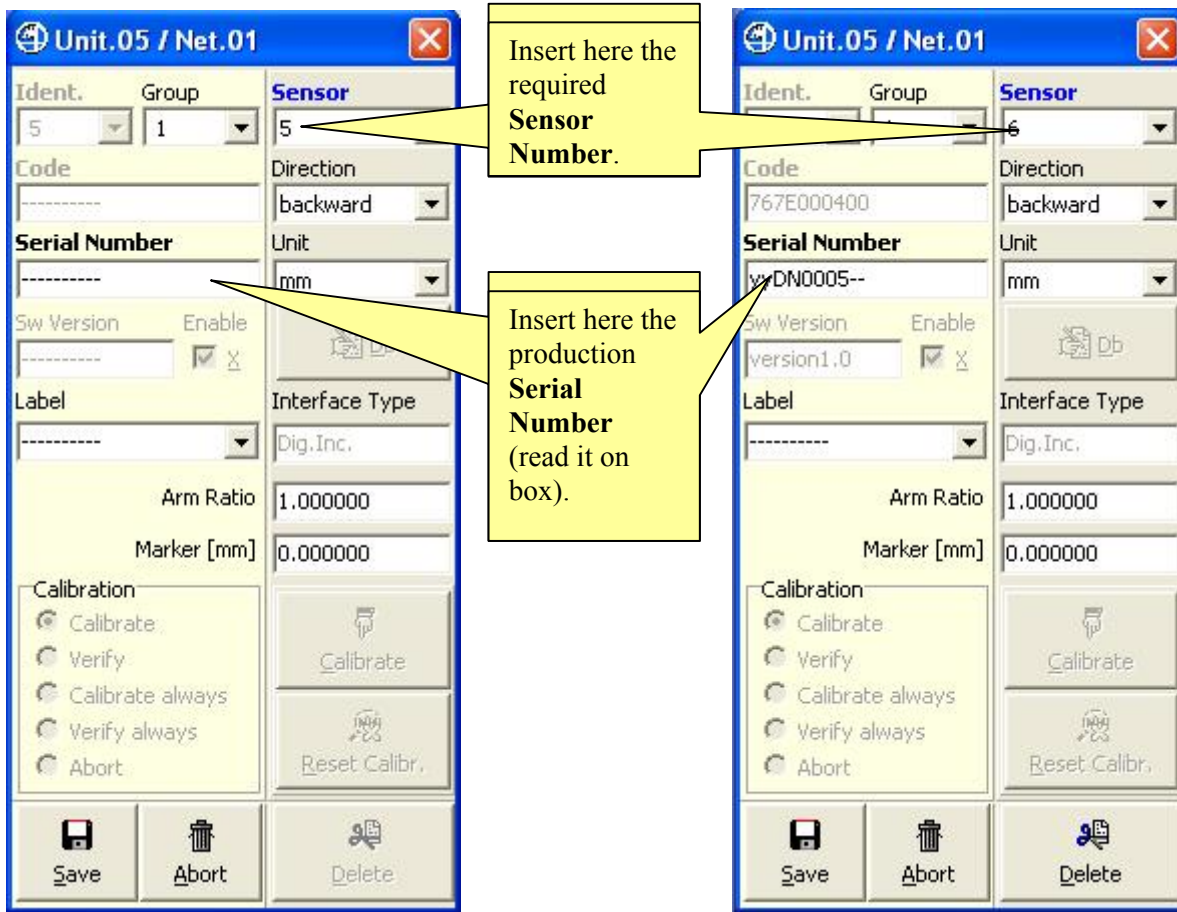 Unit.05 / Net.01
Ident. Group Sensor
5 1 5
Code Direction
---------- backward
Serial Number Unit
---------- mm
Sw Version Enable
---------- X
Label Interface Type
---------- Dig.Inc.
Arm Ratio 1.000000
Marker [mm] 0.000000
Calibration
Calibrate
Verify
Calibrate always
Verify always
Abort
Calibrate
Reset Calibr.
Save Abort Delete
Insert here the
required
Sensor
Number.
Insert here the
production
Serial
Number
(read it on
box).
Unit.05 / Net.01
Ident. Group Sensor
6
Code Direction
767E000400 backward
Serial Number Unit
yyDN0005-- mm
Sw Version Enable
version1.0 X Db
Label Interface Type
---------- Dig.Inc.
Arm Ratio 1.000000
Marker [mm] 0.000000
Calibration
Calibrate
Verify
Calibrate always
Verify always
Abort
Calibrate
Reset Calibr.
Save Abort Delete